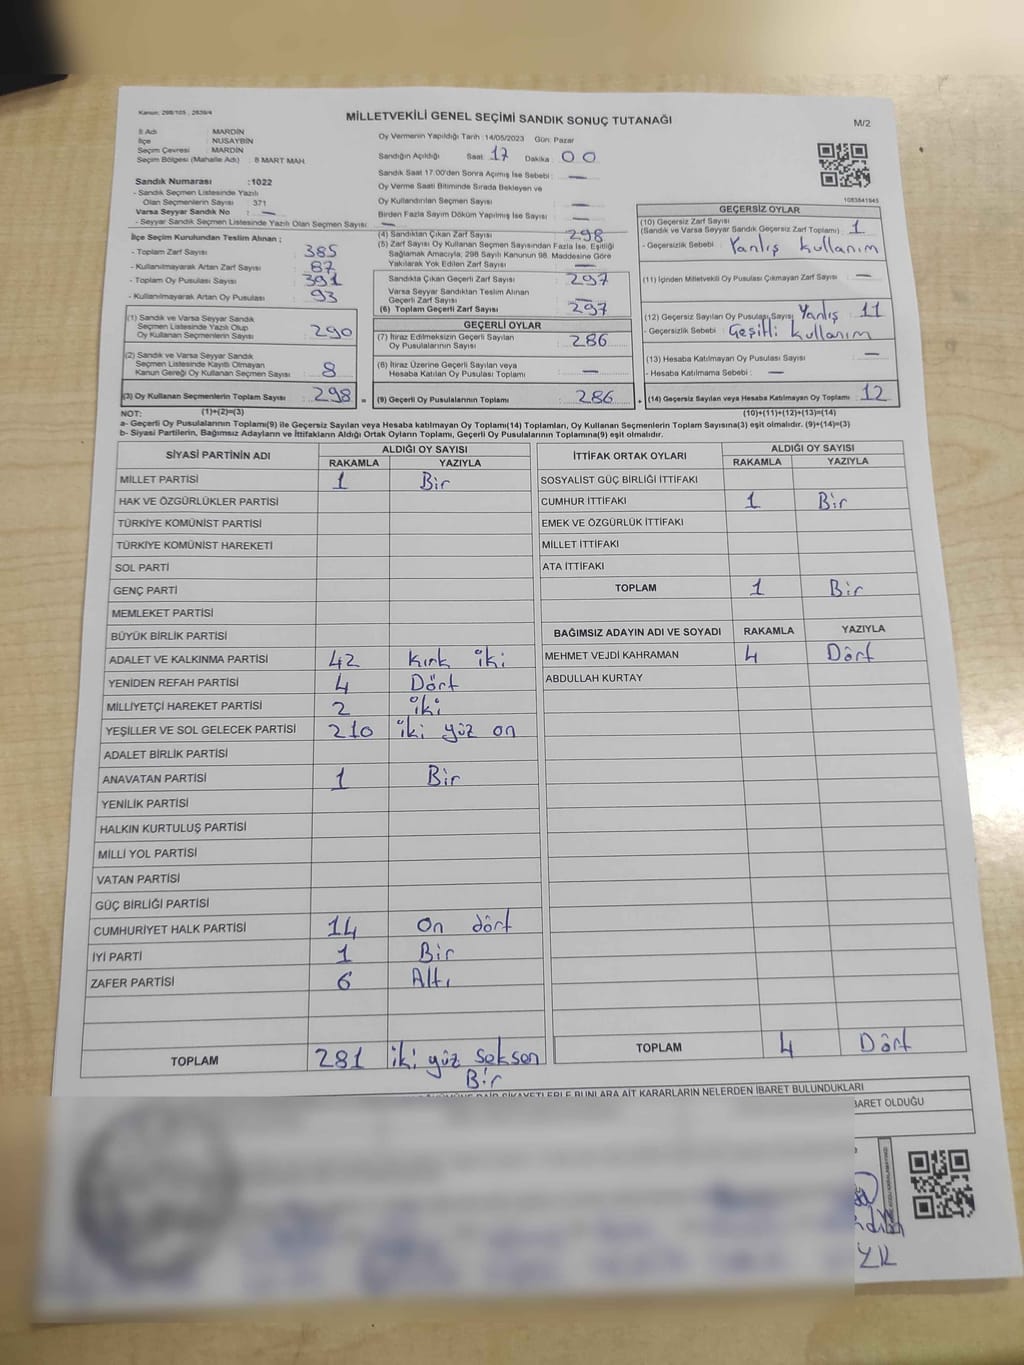 Kanun: 298/105 , 2839/4
MİLLETVEKİLİ GENEL SEÇİMİ SANDIK SONUÇ TUTANAĞI
M/2
İl Adı : MARDİN
İlçe : NUSAYBİN
Seçim Çevresi : MARDİN
Seçim Bölgesi (Mahalle Adı) : 8 MART MAH.
Sandık Numarası :1022
- Sandık Seçmen Listesinde Yazılı
Olan Seçmenlerin Sayısı : 371
Varsa Seyyar Sandık No : —
- Seyyar Sandık Seçmen Listesinde Yazılı Olan Seçmen Sayısı : —
Oy Vermenin Yapıldığı Tarih :14/05/2023 Gün: Pazar
Sandığın Açıldığı Saat: 17 Dakika : 00
Sandık Saat 17:00'den Sonra Açımış İse Sebebi : —
Oy Verme Saati Bitiminde Sırada Bekleyen ve
Oy Kullandırılan Seçmen Sayısı : —
Birden Fazla Sayım Döküm Yapılmış İse Sayısı : —
1083841945
İlçe Seçim Kurulundan Teslim Alınan ;
- Toplam Zarf Sayısı : 385
- Kullanılmayarak Artan Zarf Sayısı : 87
- Toplam Oy Pusulası Sayısı : 391
- Kullanılmayarak Artan Oy Pusulası : 93
(1) Sandık ve Varsa Seyyar Sandık
Seçmen Listesinde Yazılı Olup
Oy Kullanan Seçmenlerin Sayısı : 290
(2) Sandık ve Varsa Seyyar Sandık
Seçmen Listesinde Kayıtlı Olmayan
Kanun Gereği Oy Kullanan Seçmen Sayısı : 8
(3) Oy Kullanan Seçmenlerin Toplam Sayısı : 298
(1)+(2)=(3)
(4) Sandıktan Çıkan Zarf Sayısı : 298
(5) Zarf Sayısı Oy Kullanan Seçmen Sayısından Fazla İse, Eşitliği
Sağlamak Amacıyla; 298 Sayılı Kanunun 98. Maddesine Göre
Yakılarak Yok Edilen Zarf Sayısı : —
Sandıkta Çıkan Geçerli Zarf Sayısı : 297
Varsa Seyyar Sandıktan Teslim Alınan
Geçerli Zarf Sayısı : —
(6) Toplam Geçerli Zarf Sayısı : 297
GEÇERLİ OYLAR
(7) İtiraz Edilmeksizin Geçerli Sayılan
Oy Pusulalarının Sayısı : 286
(8) İtiraz Üzerine Geçerli Sayılan veya
Hesaba Katılan Oy Pusulası Toplamı : —
= (9) Geçerli Oy Pusulalarının Toplamı : 286
GEÇERSİZ OYLAR
(10) Geçersiz Zarf Sayısı
(Sandık ve Varsa Seyyar Sandık Geçersiz Zarf Toplamı) : 1
- Geçersizlik Sebebi : Yanlış kullanım
(11) İçinden Milletvekili Oy Pusulası Çıkmayan Zarf Sayısı : —
(12) Geçersiz Sayılan Oy Pusulası Sayısı : Yanlış 11
- Geçersizlik Sebebi : Çeşitli kullanım
(13) Hesaba Katılmayan Oy Pusulası Sayısı : —
- Hesaba Katılmama Sebebi : —
+ (14) Geçersiz Sayılan veya Hesaba Katılmayan Oy Toplamı : 12
(10)+(11)+(12)+(13)=(14)
NOT:
a- Geçerli Oy Pusulalarının Toplamı(9) ile Geçersiz Sayılan veya Hesaba katılmayan Oy Toplam(14) Toplamları, Oy Kullanan Seçmenlerin Toplam Sayısına(3) eşit olmalıdır. (9)+(14)=(3)
b- Siyasi Partilerin, Bağımsız Adayların ve İttifakların Aldığı Ortak Oyların Toplamı, Geçerli Oy Pusulalarının Toplamına(9) eşit olmalıdır.
SİYASİ PARTİNİN ADI ALDIĞI OY SAYISI
RAKAMLA YAZIYLA
MİLLET PARTİSİ 1 Bir
HAK VE ÖZGÜRLÜKLER PARTİSİ
TÜRKİYE KOMÜNİST PARTİSİ
TÜRKİYE KOMÜNİST HAREKETİ
SOL PARTİ
GENÇ PARTİ
MEMLEKET PARTİSİ
BÜYÜK BİRLİK PARTİSİ
ADALET VE KALKINMA PARTİSİ 42 kırk iki
YENİDEN REFAH PARTİSİ 4 Dört
MİLLİYETÇİ HAREKET PARTİSİ 2 iki
YEŞİLLER VE SOL GELECEK PARTİSİ 210 iki yüz on
ADALET BİRLİK PARTİSİ
ANAVATAN PARTİSİ 1 Bir
YENİLİK PARTİSİ
HALKIN KURTULUŞ PARTİSİ
MİLLİ YOL PARTİSİ
VATAN PARTİSİ
GÜÇ BİRLİĞİ PARTİSİ
CUMHURİYET HALK PARTİSİ 14 on dört
İYİ PARTİ 1 Bir
ZAFER PARTİSİ 6 Altı
TOPLAM 281 iki yüz seksen
Bir
İTTİFAK ORTAK OYLARI ALDIĞI OY SAYISI
RAKAMLA YAZIYLA
SOSYALİST GÜÇ BİRLİĞİ İTTİFAKI
CUMHUR İTTİFAKI 1 Bir
EMEK VE ÖZGÜRLÜK İTTİFAKI
MİLLET İTTİFAKI
ATA İTTİFAKI
TOPLAM 1 Bir
BAĞIMSIZ ADAYIN ADI VE SOYADI RAKAMLA YAZIYLA
MEHMET VEJDİ KAHRAMAN 4 Dört
ABDULLAH KURTAY
TOPLAM 4 Dört
ŞİKAYETLERLE BUNLARA AİT KARARLARIN NELERDEN İBARET BULUNDUKLARI
BARET OLDUĞU